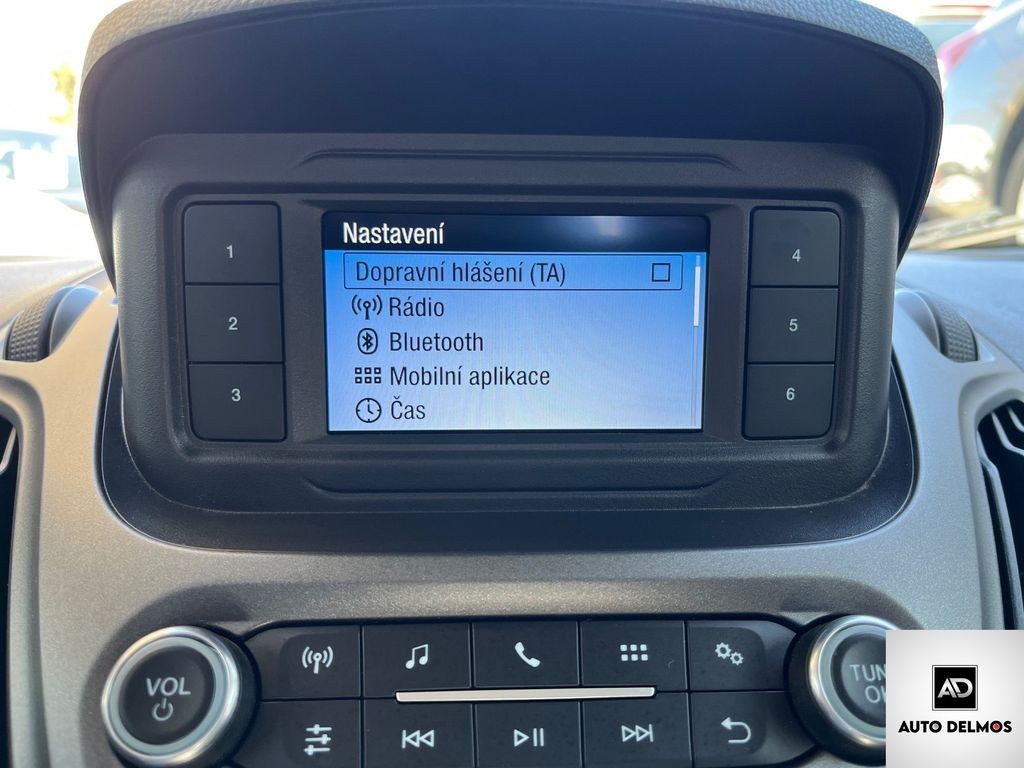 Nastavení
Dopravní hlášení (TA)
Rádio
Bluetooth
Mobilní aplikace
Čas
1
2
3
4
5
6
VOL
AD
AUTO DELMOS